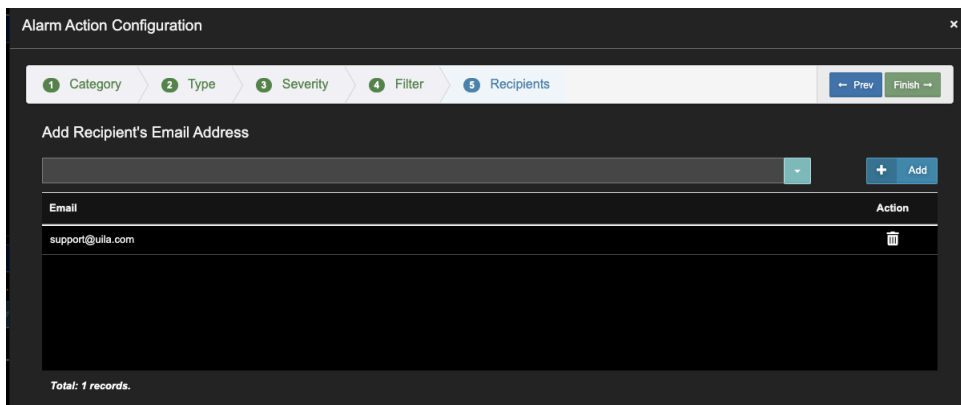 Alarm Action Configuration ×
1 Category 2 Type 3 Severity 4 Filter 5 Recipients ← Prev Finish →
Add Recipient's Email Address
+ Add
Email Action
support@uila.com
Total: 1 records.